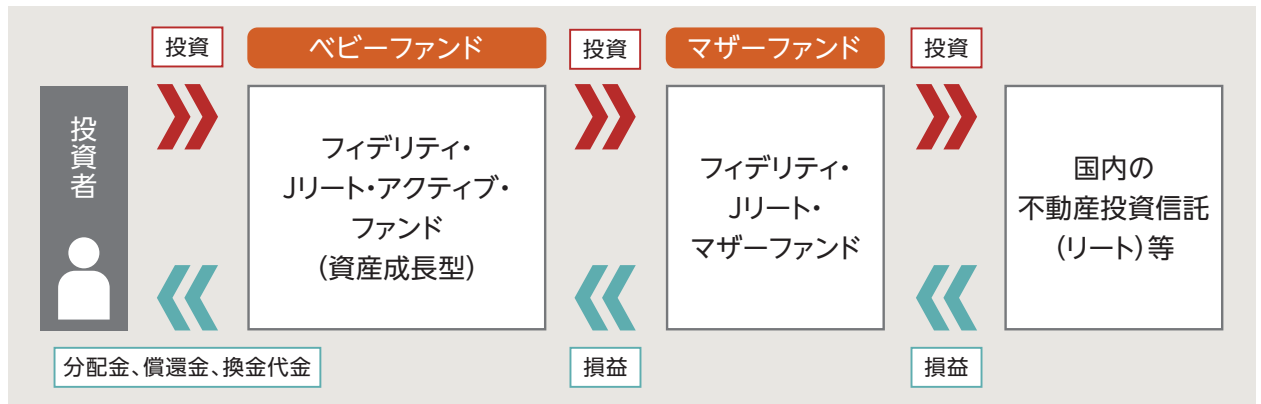 投資
ベビーファンド
投資
マザーファンド
投資
投資者
フィデリティ・
Jリート・アクティブ・
ファンド
(資産成長型)
フィデリティ・
Jリート・
マザーファンド
国内の
不動産投資信託
(リート)等
分配金、償還金、換金代金
損益
損益